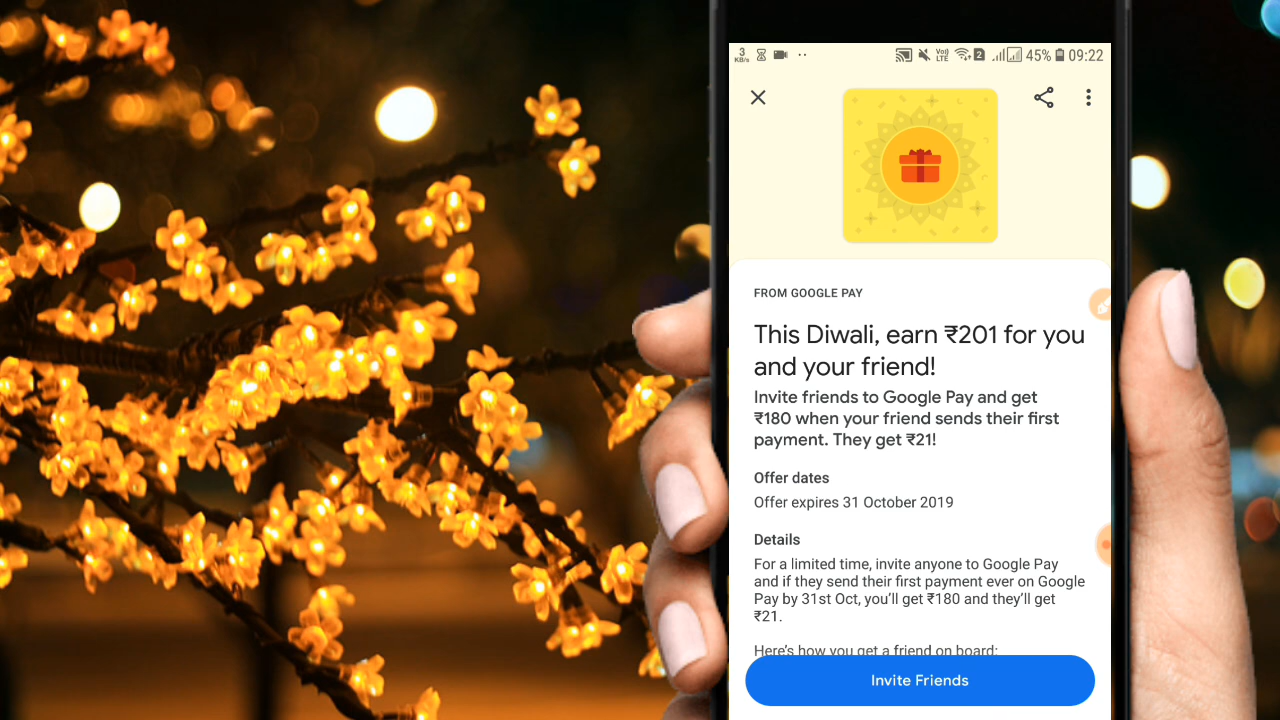 3
KB/s
Vo))
LTE
2
45%
09:22
FROM GOOGLE PAY
This Diwali, earn ₹201 for you
and your friend!
Invite friends to Google Pay and get
₹180 when your friend sends their first
payment. They get ₹21!
Offer dates
Offer expires 31 October 2019
Details
For a limited time, invite anyone to Google Pay
and if they send their first payment ever on Google
Pay by 31st Oct, you'll get ₹180 and they'll get
₹21.
Here's how you get a friend on board:
Invite Friends